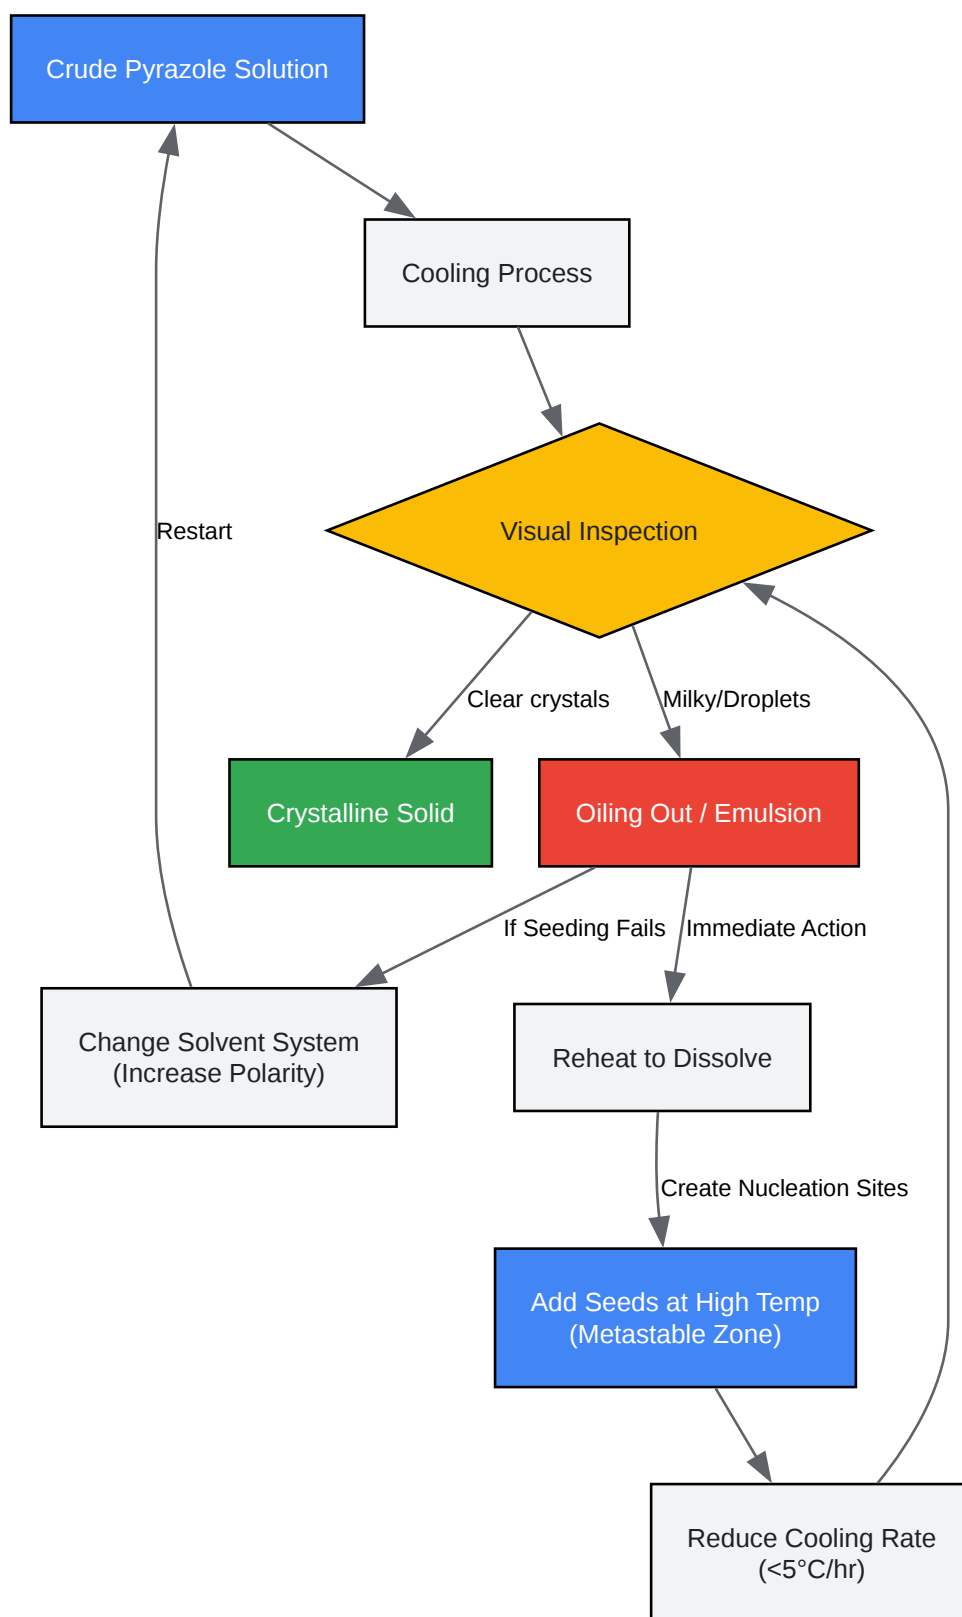 Crude Pyrazole Solution
Cooling Process
Visual Inspection
Restart
Clear crystals
Milky/Droplets
Crystalline Solid
Oiling Out / Emulsion
If Seeding Fails
Immediate Action
Change Solvent System
(Increase Polarity)
Reheat to Dissolve
Create Nucleation Sites
Add Seeds at High Temp
(Metastable Zone)
Reduce Cooling Rate
(<5°C/hr)